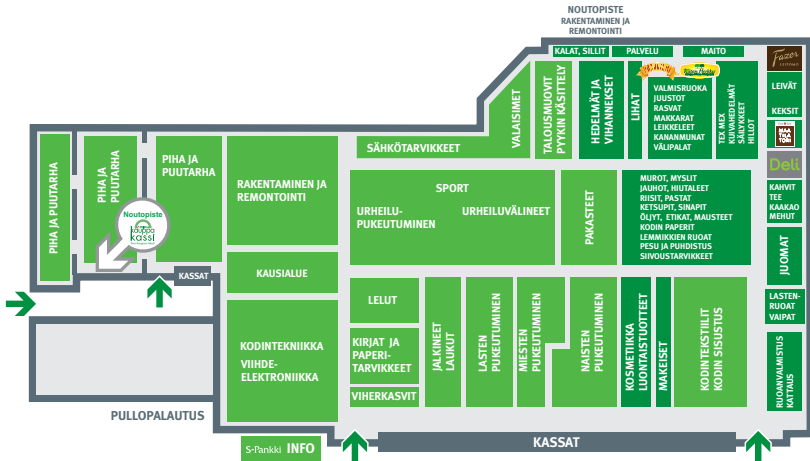 NOUTOPISTE
RAKENTAMINEN JA
REMONTOINTI
KALAT, SILLIT
PALVELU
MAITO
Fazer
VALAISIMET
TALOUSMUOVIT
PYYKIN KÄSITTELY
HEDELMÄT JA
VIHANNEKSET
LIHAT
VALMISRUOKA
JUUSTOT
RASVAT
MAKKARAT
LEIKKELEET
KANANMUNAT
VÄLIPALAT
TEX MEX
KUIVAHEDELMÄT
SÄILYKKEET
HILLOT
LEIVÄT
KEKSIT
MAA
TILA
TORI
Deli
KAHVIT
TEE
KAAKAO
MEHUT
JUOMAT
LASTEN-
RUOAT
VAIPAT
RUOANVALMISTUS
KATTAUS
PIHA JA PUUTARHA
PIHA JA
PUUTARHA
PIHA JA
PUUTARHA
Noutopiste
kauppa
kassi
KASSAT
SÄHKÖTARVIKKEET
RAKENTAMINEN JA
REMONTOINTI
SPORT
URHEILU-
PUKEUTUMINEN
URHEILUVÄLINEET
PAKASTEET
MUROT, MYSLIT
JAUHOT, HIUTALEET
RIISIT, PASTAT
KETSUPIT, SINAPIT
ÖLJYT, ETIKAT, MAUSTEET
KODIN PAPERIT
LEMMIKKIEN RUOAT
PESU JA PUHDISTUS
SIIVOUSTARVIKKEET
KAUSIALUE
KODINTEKNIIKKA
VIIHDE-
ELEKTRONIIKKA
LELUT
KIRJAT JA
PAPERI-
TARVIKKEET
VIHERKASVIT
JALKINEET
LAUKUT
LASTEN
PUKEUTUMINEN
MIESTEN
PUKEUTUMINEN
NAISTEN
PUKEUTUMINEN
KOSMETIIKKA
LUONTAISTUOTTEET
MAKEISET
KODINTEKSTIILIT
KODIN SISUSTUS
PULLOPALAUTUS
S-Pankki INFO
KASSAT